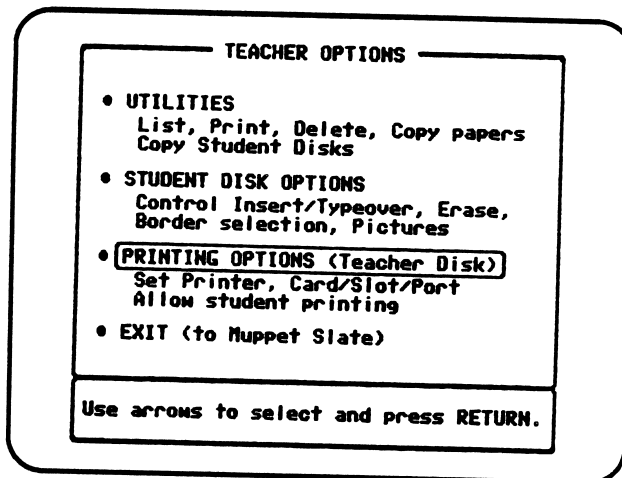 TEACHER OPTIONS
• UTILITIES
List, Print, Delete, Copy papers
Copy Student Disks
• STUDENT DISK OPTIONS
Control Insert/Typeover, Erase,
Border selection, Pictures
• PRINTING OPTIONS (Teacher Disk)
Set Printer, Card/Slot/Port
Allow student printing
• EXIT (to Muppet Slate)
Use arrows to select and press RETURN.